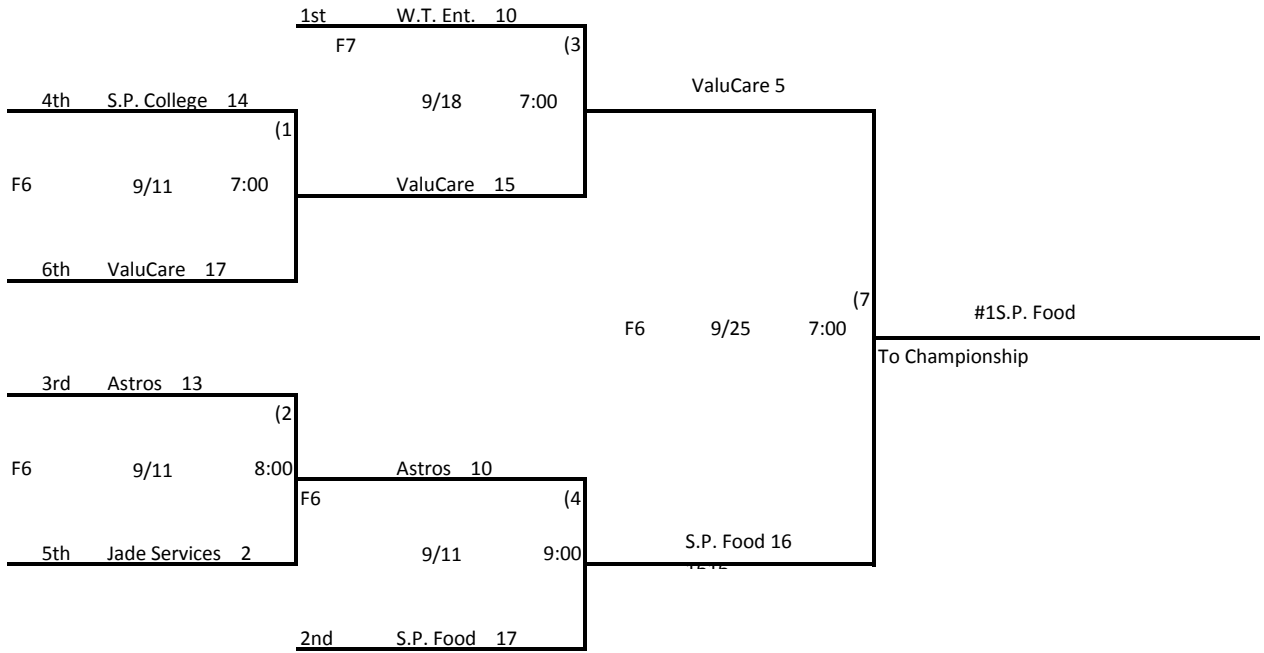 1st W.T. Ent. 10
F7 (3
ValuCare 5
4th S.P. College 14
9/18 7:00
(1
F6 9/11 7:00
ValuCare 15
6th ValuCare 17
(7
#1S.P. Food
F6 9/25 7:00
To Championship
3rd Astros 13
(2
F6 9/11 8:00
Astros 10
F6 (4
S.P. Food 16
5th Jade Services 2
9/11 9:00
2nd S.P. Food 17